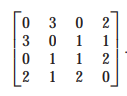 0 3 0 2
3 0 1 1
0 1 1 2
2 1 2 0 .